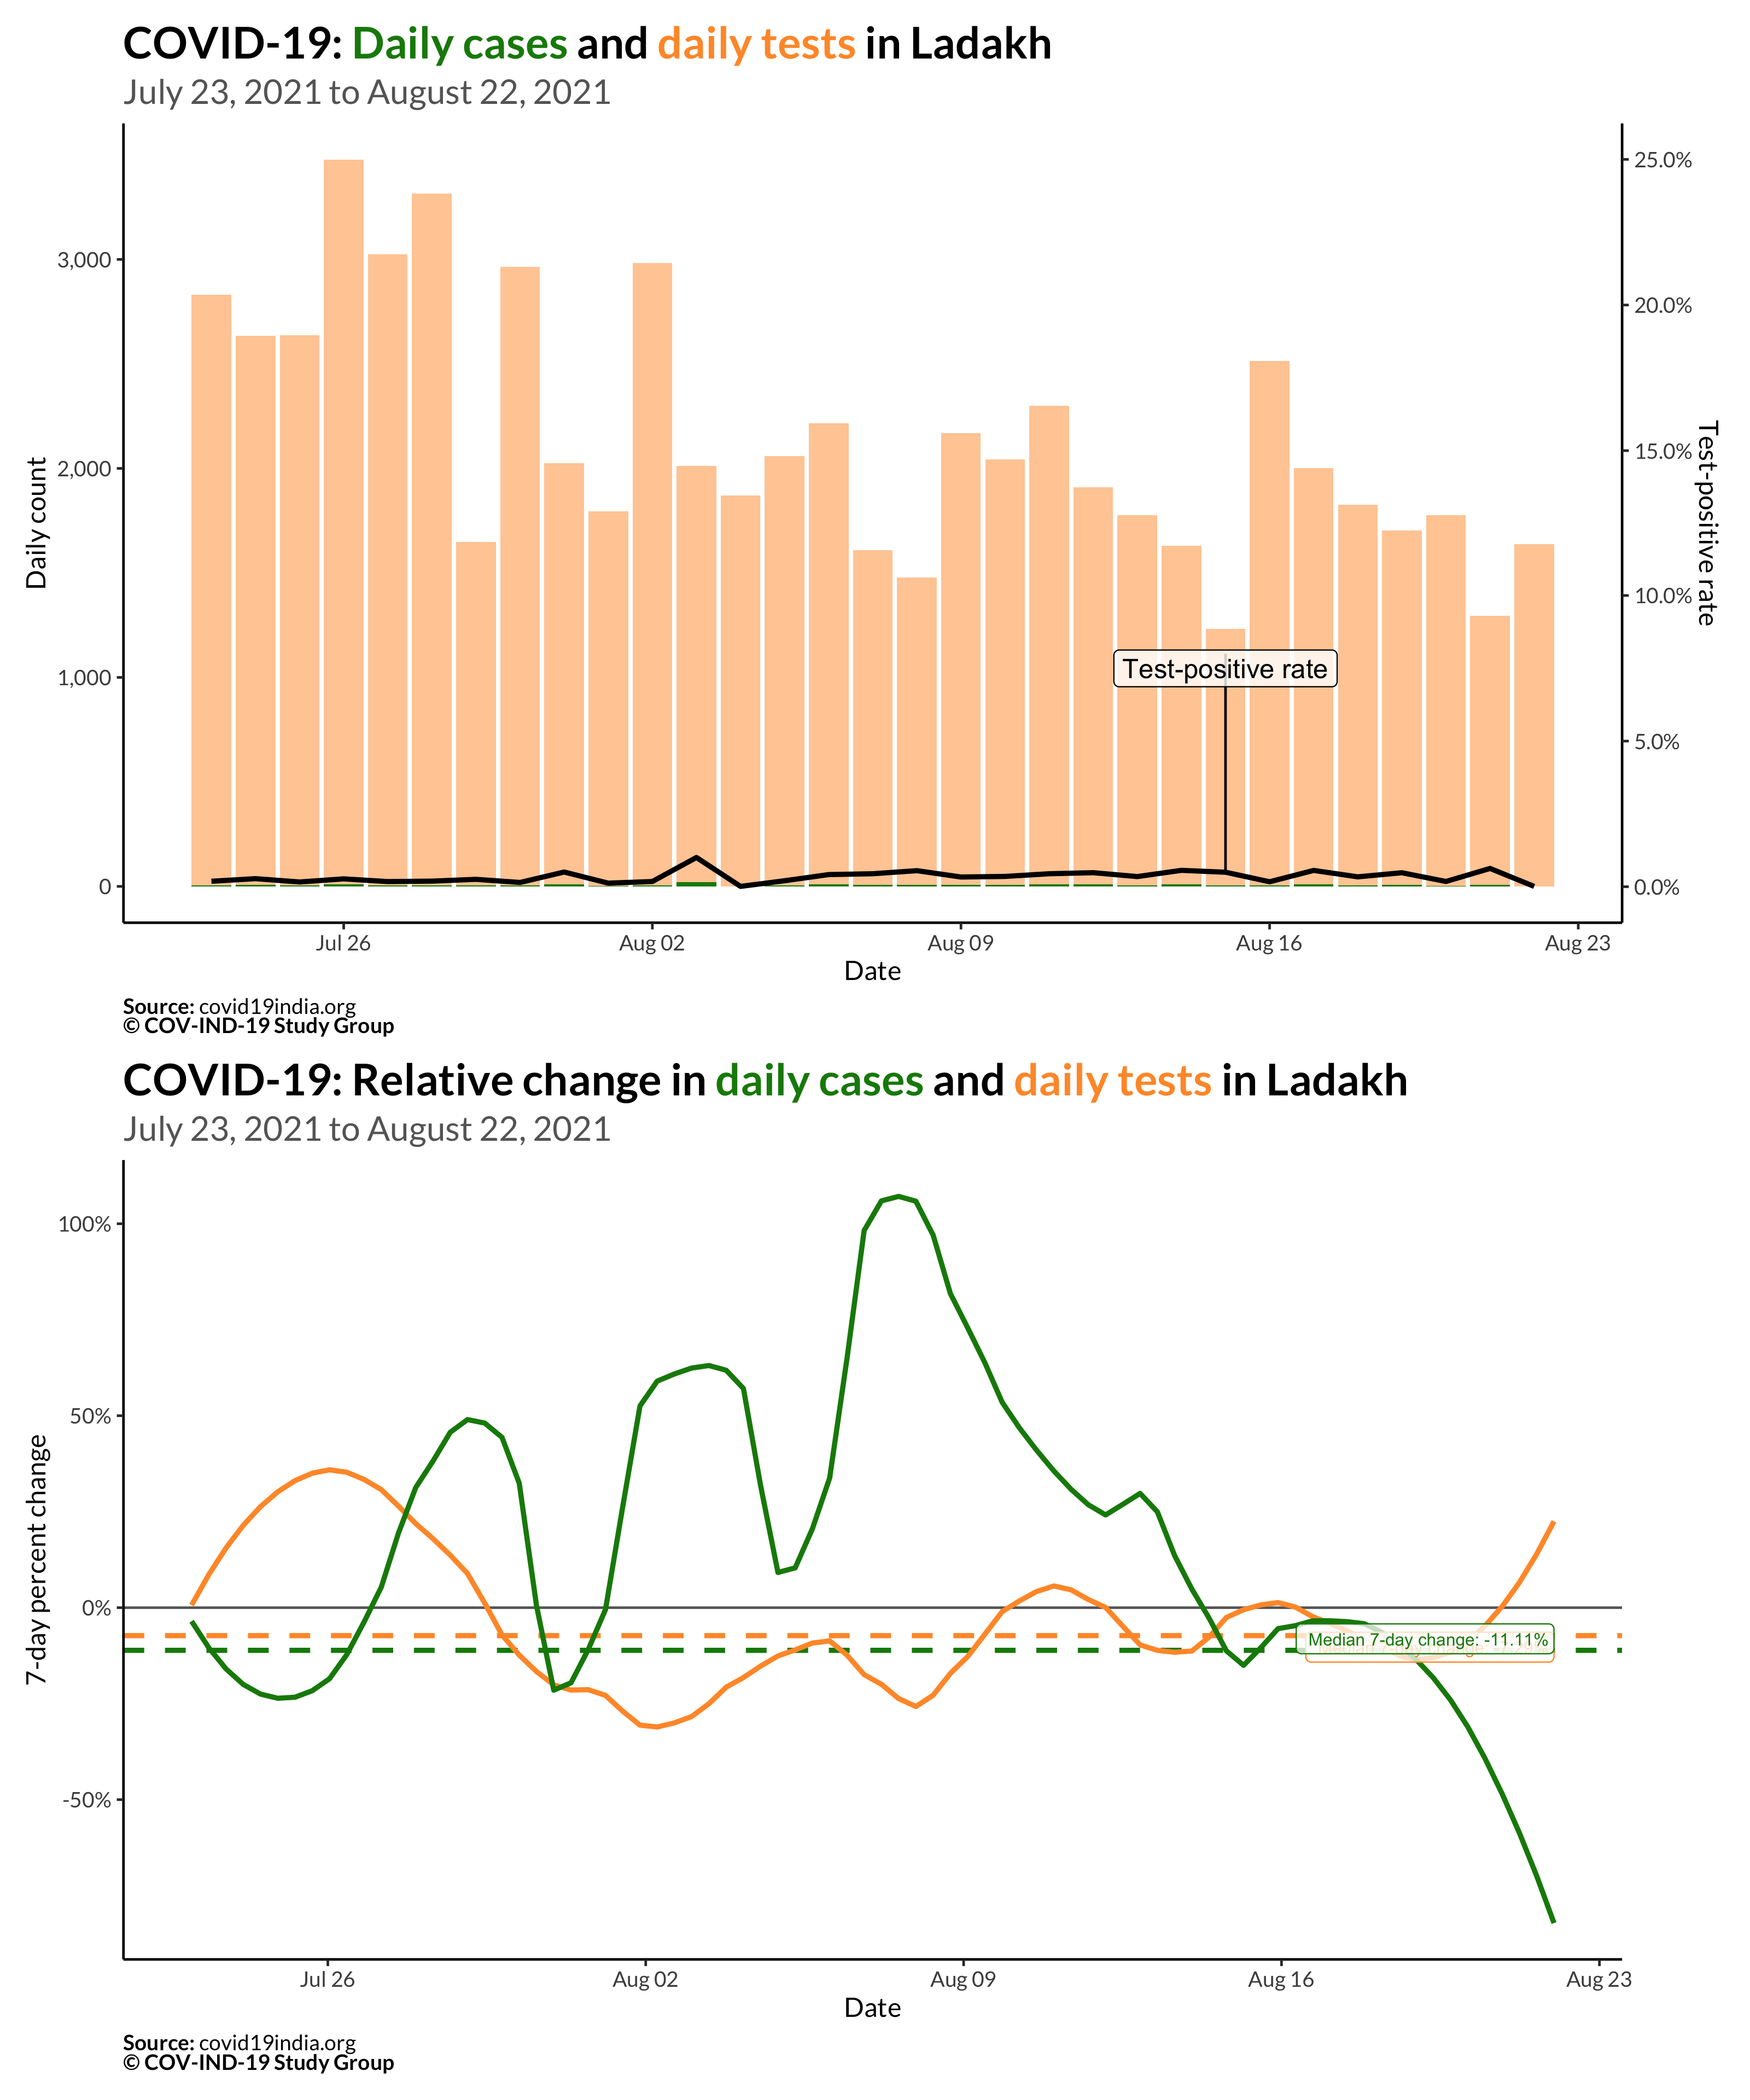 COVID-19: Daily cases and daily tests in Ladakh
July 23, 2021 to August 22, 2021
25.0%
20.0%
15.0%
10.0%
5.0%
0.0%
3,000
2,000
1,000
0
Daily count
Test-positive rate
Test-positive rate
Jul 26
Aug 02
Aug 09
Aug 16
Aug 23
Date
Source: covid19india.org
© COV-IND-19 Study Group
COVID-19: Relative change in daily cases and daily tests in Ladakh
July 23, 2021 to August 22, 2021
100%
50%
0%
-50%
7-day percent change
Median 7-day change: -11.11%
Jul 26
Aug 02
Aug 09
Aug 16
Aug 23
Date
Source: covid19india.org
© COV-IND-19 Study Group